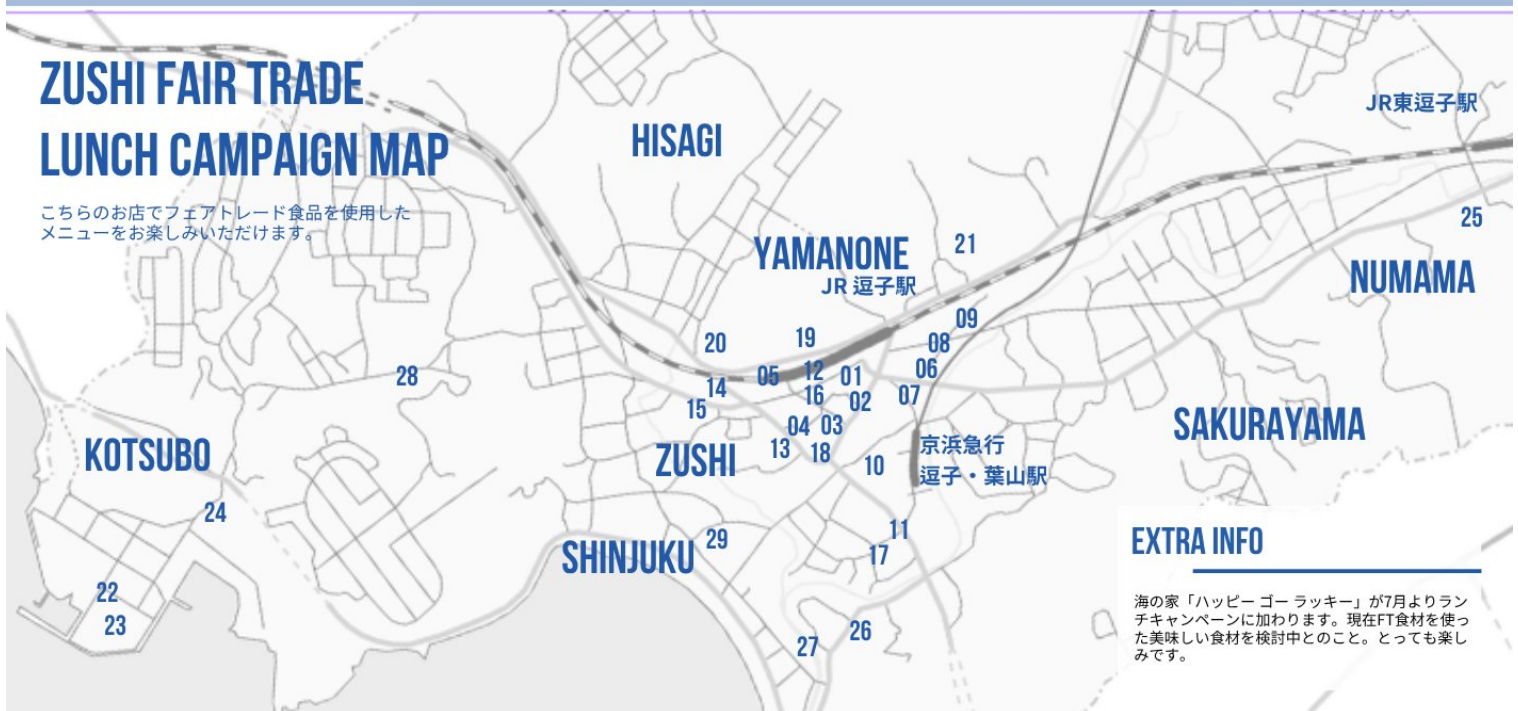 ZUSHI FAIR TRADE
LUNCH CAMPAIGN MAP
こちらのお店でフェアトレード食品を使用した
メニューをお楽しみいただけます。
HISAGI
JR東逗子駅
25
YAMANONE
21
JR 逗子駅
NUMAMA
09
20
19
08
28
14
05
12
01
06
15
16
02
07
04
03
SAKURAYAMA
KOTSUBO
ZUSHI
13
18
10
京浜急行
逗子・葉山駅
24
SHINJUKU
29
11
17
22
23
27
26
EXTRA INFO
海の家「ハッピー ゴー ラッキー」が7月よりラン
チキャンペーンに加わります。現在FT食材を使っ
た美味しい食材を検討中とのこと。とっても楽し
みです。